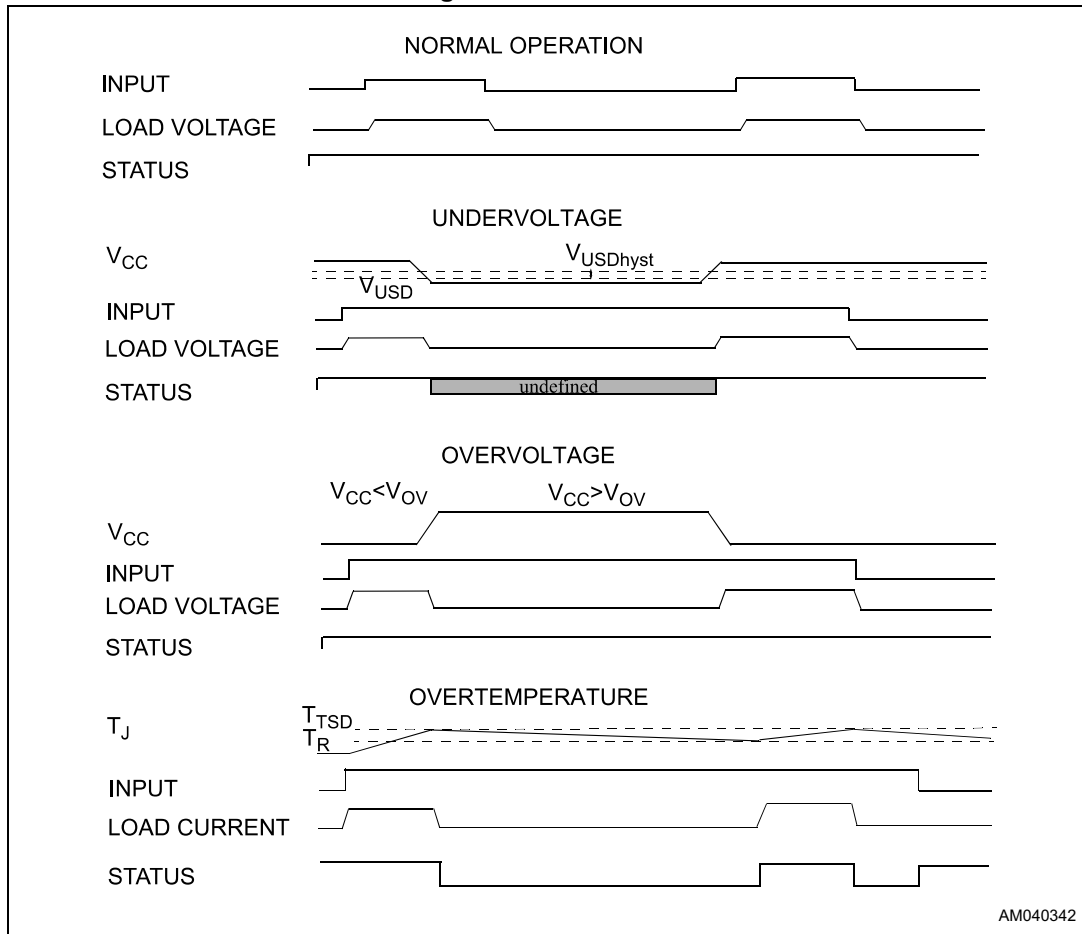 NORMAL OPERATION
INPUT
LOAD VOLTAGE
STATUS
UNDERVOLTAGE
VCC
VUSDhyst
VUSD
INPUT
LOAD VOLTAGE
STATUS
undefined
OVERVOLTAGE
VCC<VOV
VCC>VOV
VCC
INPUT
LOAD VOLTAGE
STATUS
OVERTEMPERATURE
TJ
TTSD
TR
INPUT
LOAD CURRENT
STATUS
AM040342